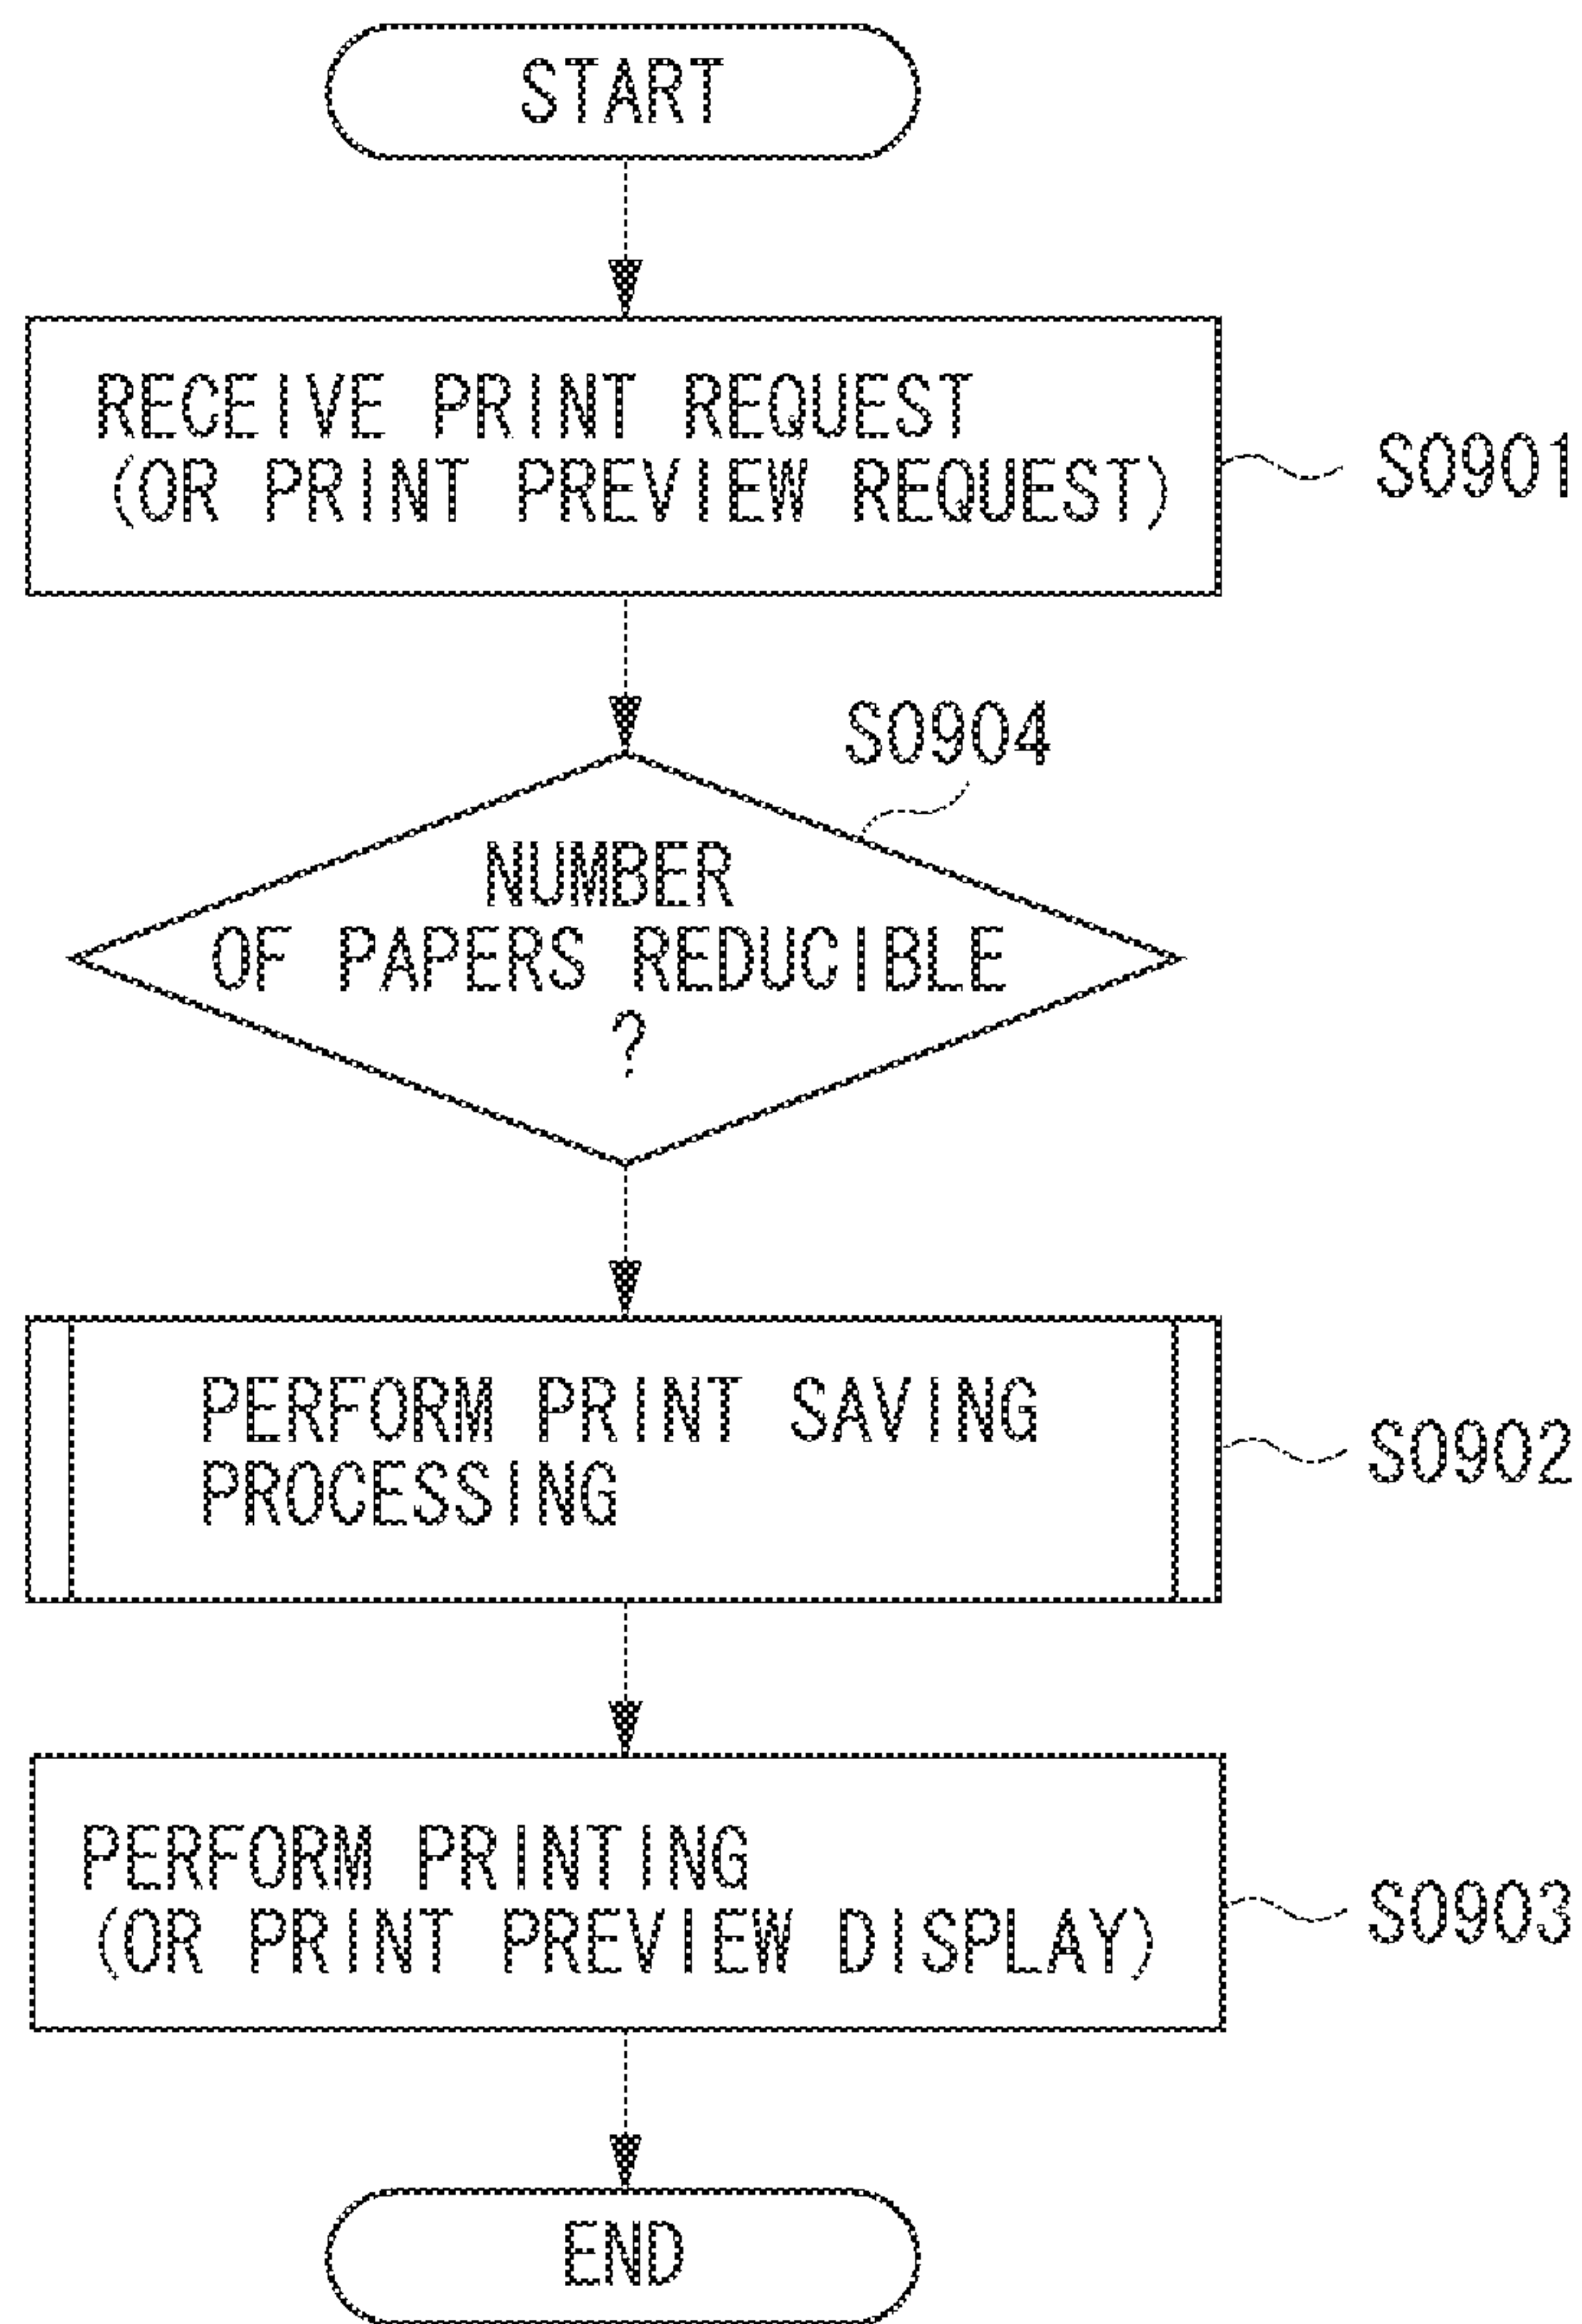 START
RECEIVE PRINT REQUEST
(OR PRINT PREVIEW REQUEST)
S0901
S0904
NUMBER
OF PAPERS REDUCIBLE
?
PERFORM PRINT SAVING
PROCESSING
S0902
PERFORM PRINTING
(OR PRINT PREVIEW DISPLAY)
S0903
END